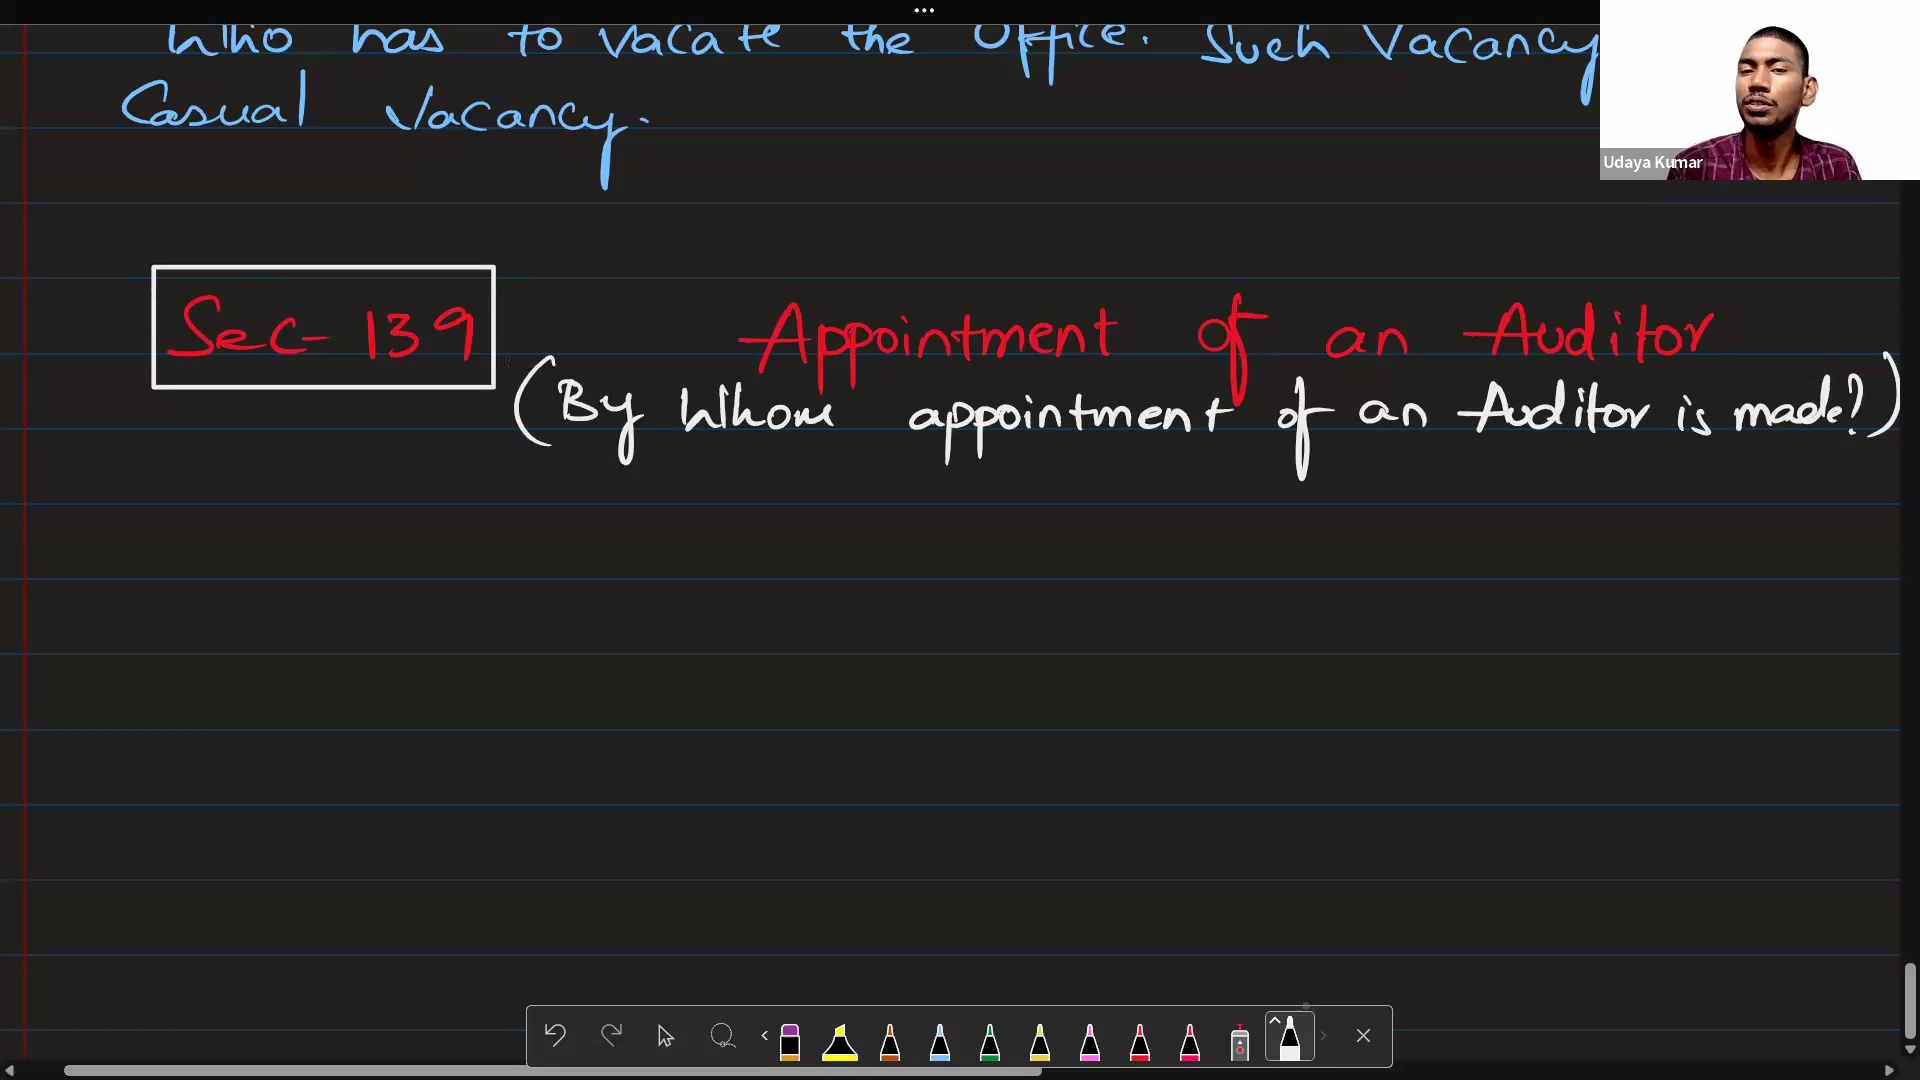 Who has to vacate the office. Such Vacancy
Casual Vacancy.
Udaya Kumar
Sec-139 Appointment of an Auditor
(By Whom appointment of an Auditor is made?)